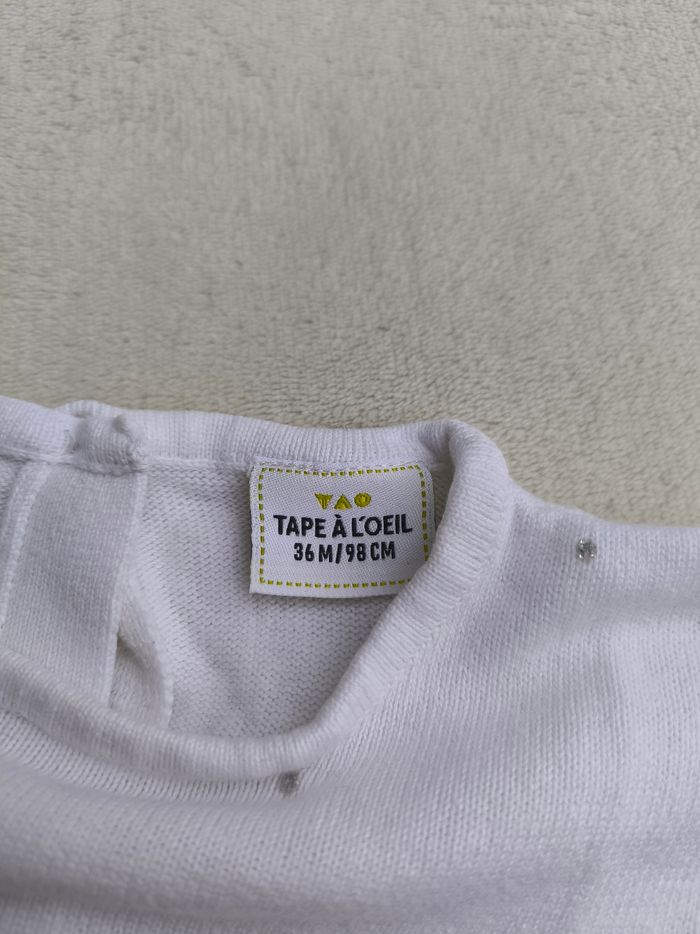 TAO
TAPE À L'OEIL
36 M/98 CM